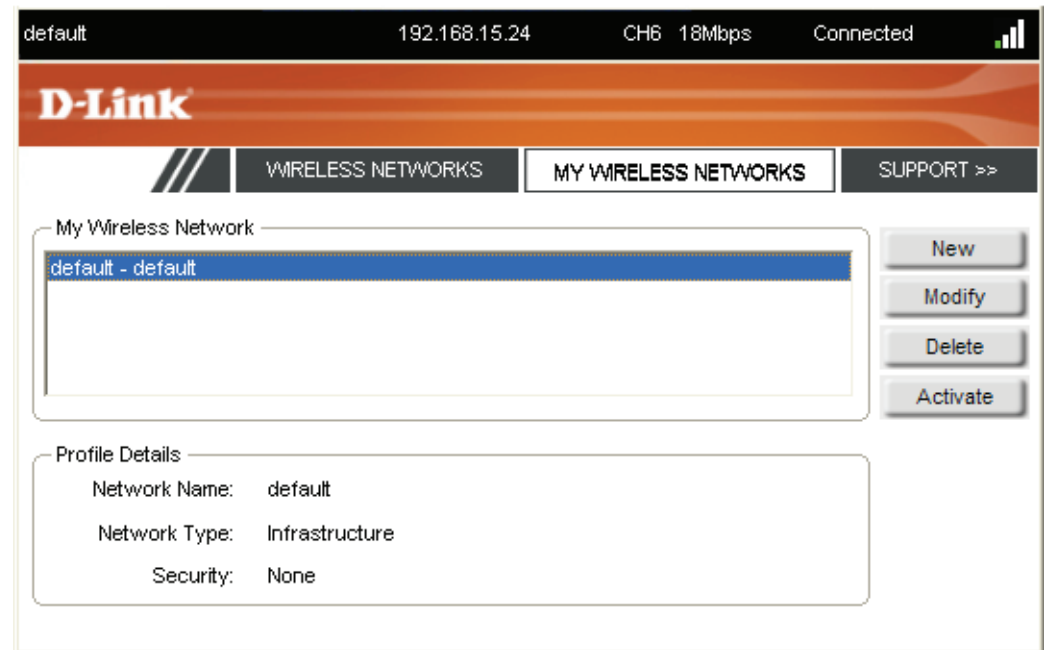 default 192.168.15.24 CH6 18Mbps Connected
D-Link
WIRELESS NETWORKS MY WIRELESS NETWORKS SUPPORT >>
My Wireless Network
default - default
New
Modify
Delete
Activate
Profile Details
Network Name: default
Network Type: Infrastructure
Security: None